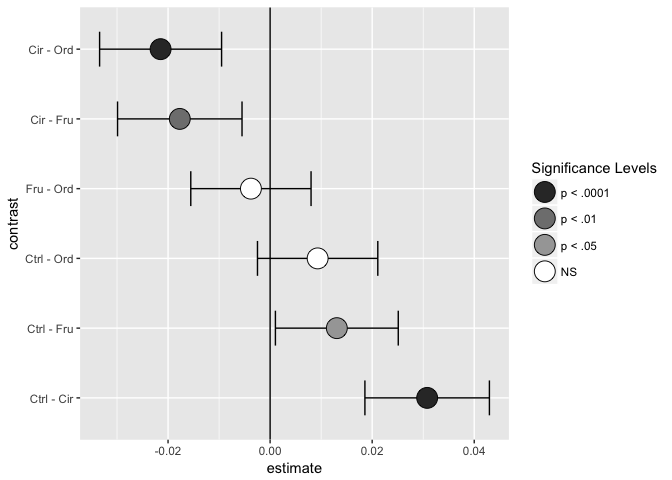 Cir - Ord
Cir - Fru
Fru - Ord
Ctrl - Ord
Ctrl - Fru
Ctrl - Cir
contrast
-0.02 0.00 0.02 0.04
estimate
Significance Levels
p < .0001
p < .01
p < .05
NS